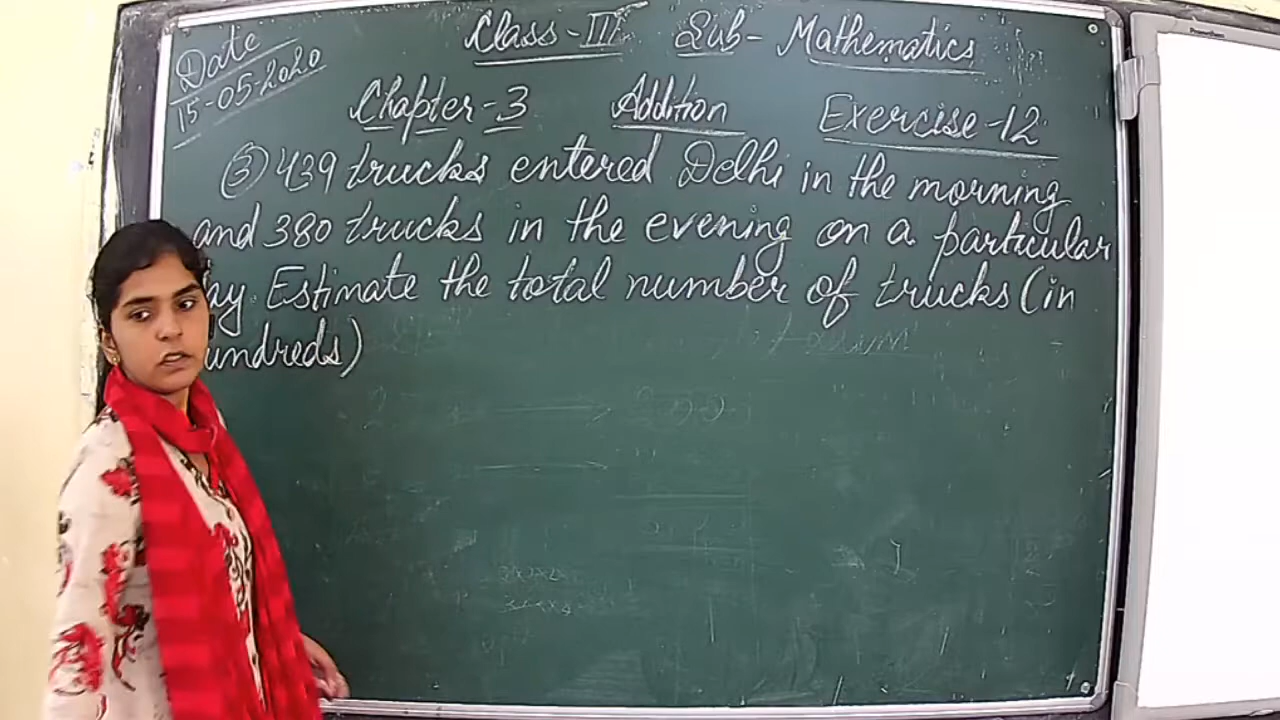 Date
15-05-2020
Class-III Sub- Mathematics
Chapter-3 Addition Exercise-12
(3) 439 trucks entered Delhi in the morning
and 380 trucks in the evening on a particular
ay. Estimate the total number of trucks (in
undreds)